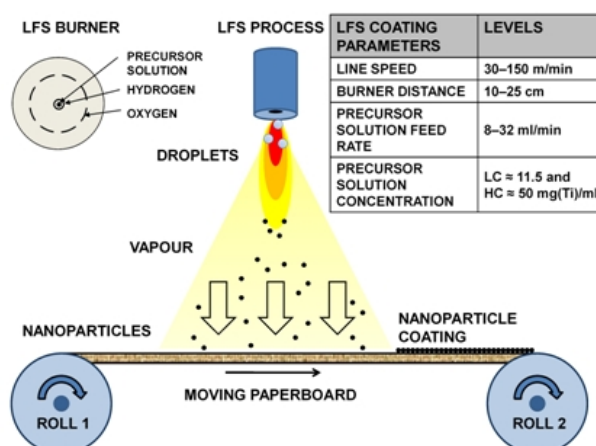 LFS BURNER
PRECURSOR
SOLUTION
HYDROGEN
OXYGEN
LFS PROCESS
DROPLETS
VAPOUR
NANOPARTICLES
NANOPARTICLE
COATING
MOVING PAPERBOARD
ROLL 1
ROLL 2
LFS COATING
PARAMETERS
LEVELS
LINE SPEED
30–150 m/min
BURNER DISTANCE
10–25 cm
PRECURSOR
SOLUTION FEED
RATE
8–32 ml/min
PRECURSOR
SOLUTION
CONCENTRATION
LC ≈ 11.5 and
HC ≈ 50 mg(Ti)/ml